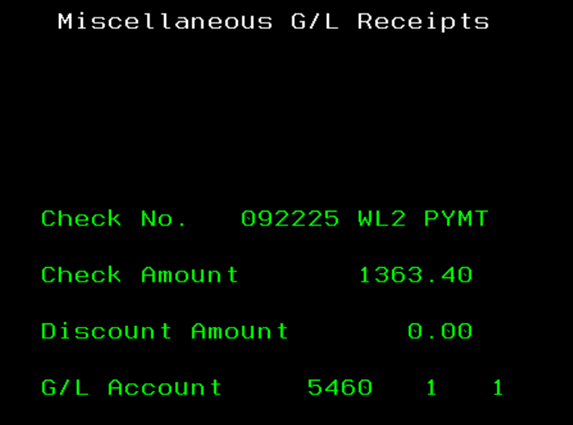 Miscellaneous G/L Receipts
Check No. 092225 WL2 PYMT
Check Amount 1363.40
Discount Amount 0.00
G/L Account 5460 1 1